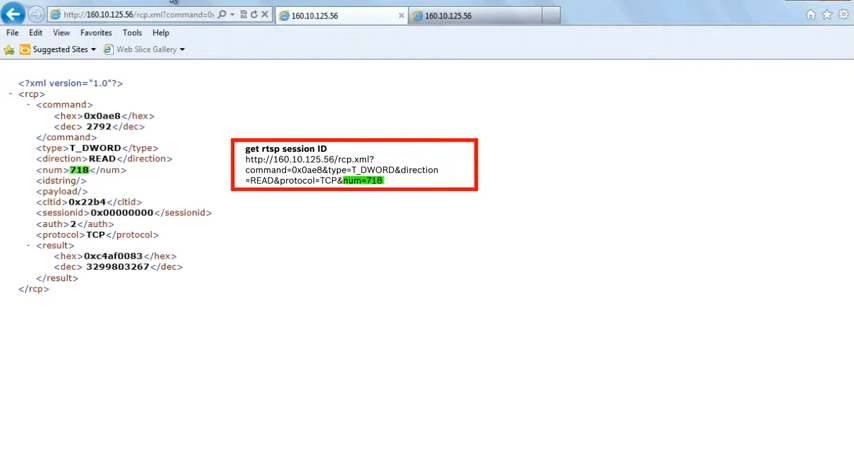 http://160.10.125.56/rcp.xml?command=0x
160.10.125.56
160.10.125.56
File Edit View Favorites Tools Help
Suggested Sites Web Slice Gallery
<?xml version="1.0"?>
- <rcp>
- <command>
<hex>0x0ae8</hex>
<dec> 2792</dec>
</command>
<type>T_DWORD</type>
<direction>READ</direction>
<num>718</num>
<idstring/>
<payload/>
<cltid>0x22b4</cltid>
<sessionid>0x00000000</sessionid>
<auth>2</auth>
<protocol>TCP</protocol>
- <result>
<hex>0xc4af0083</hex>
<dec> 3299803267</dec>
</result>
</rcp>
get rtsp session ID
http://160.10.125.56/rcp.xml?
command=0x0ae8&type=T_DWORD&direction
=READ&protocol=TCP&num=718